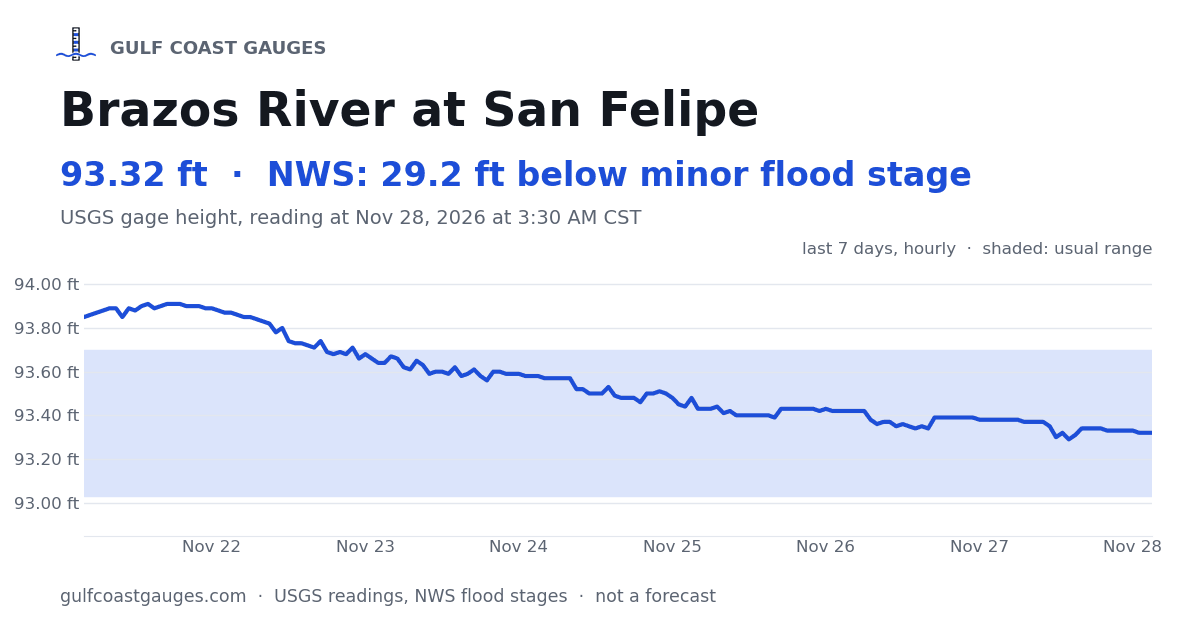 GULF COAST GAUGES
Brazos River at San Felipe
93.32 ft · NWS: 29.2 ft below minor flood stage
USGS gage height, reading at Nov 28, 2026 at 3:30 AM CST
last 7 days, hourly · shaded: usual range
94.00 ft
93.80 ft
93.60 ft
93.40 ft
93.20 ft
93.00 ft
Nov 22 Nov 23 Nov 24 Nov 25 Nov 26 Nov 27 Nov 28
gulfcoastgauges.com · USGS readings, NWS flood stages · not a forecast